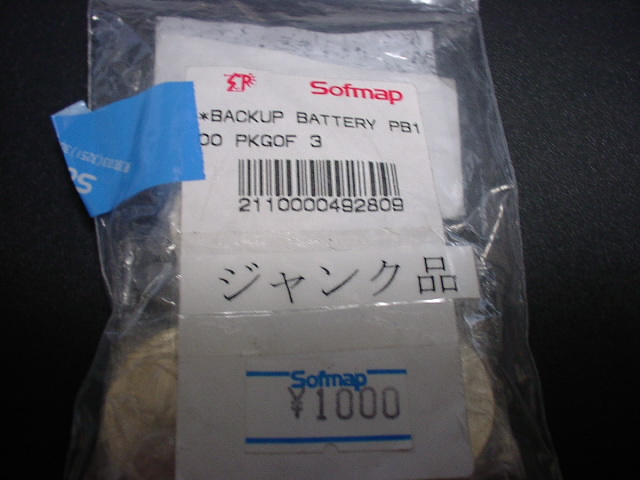 Sofmap
*BACKUP BATTERY PB1
00 PKGOF 3
2110000492809
ジャンク品
Sofmap
¥1000